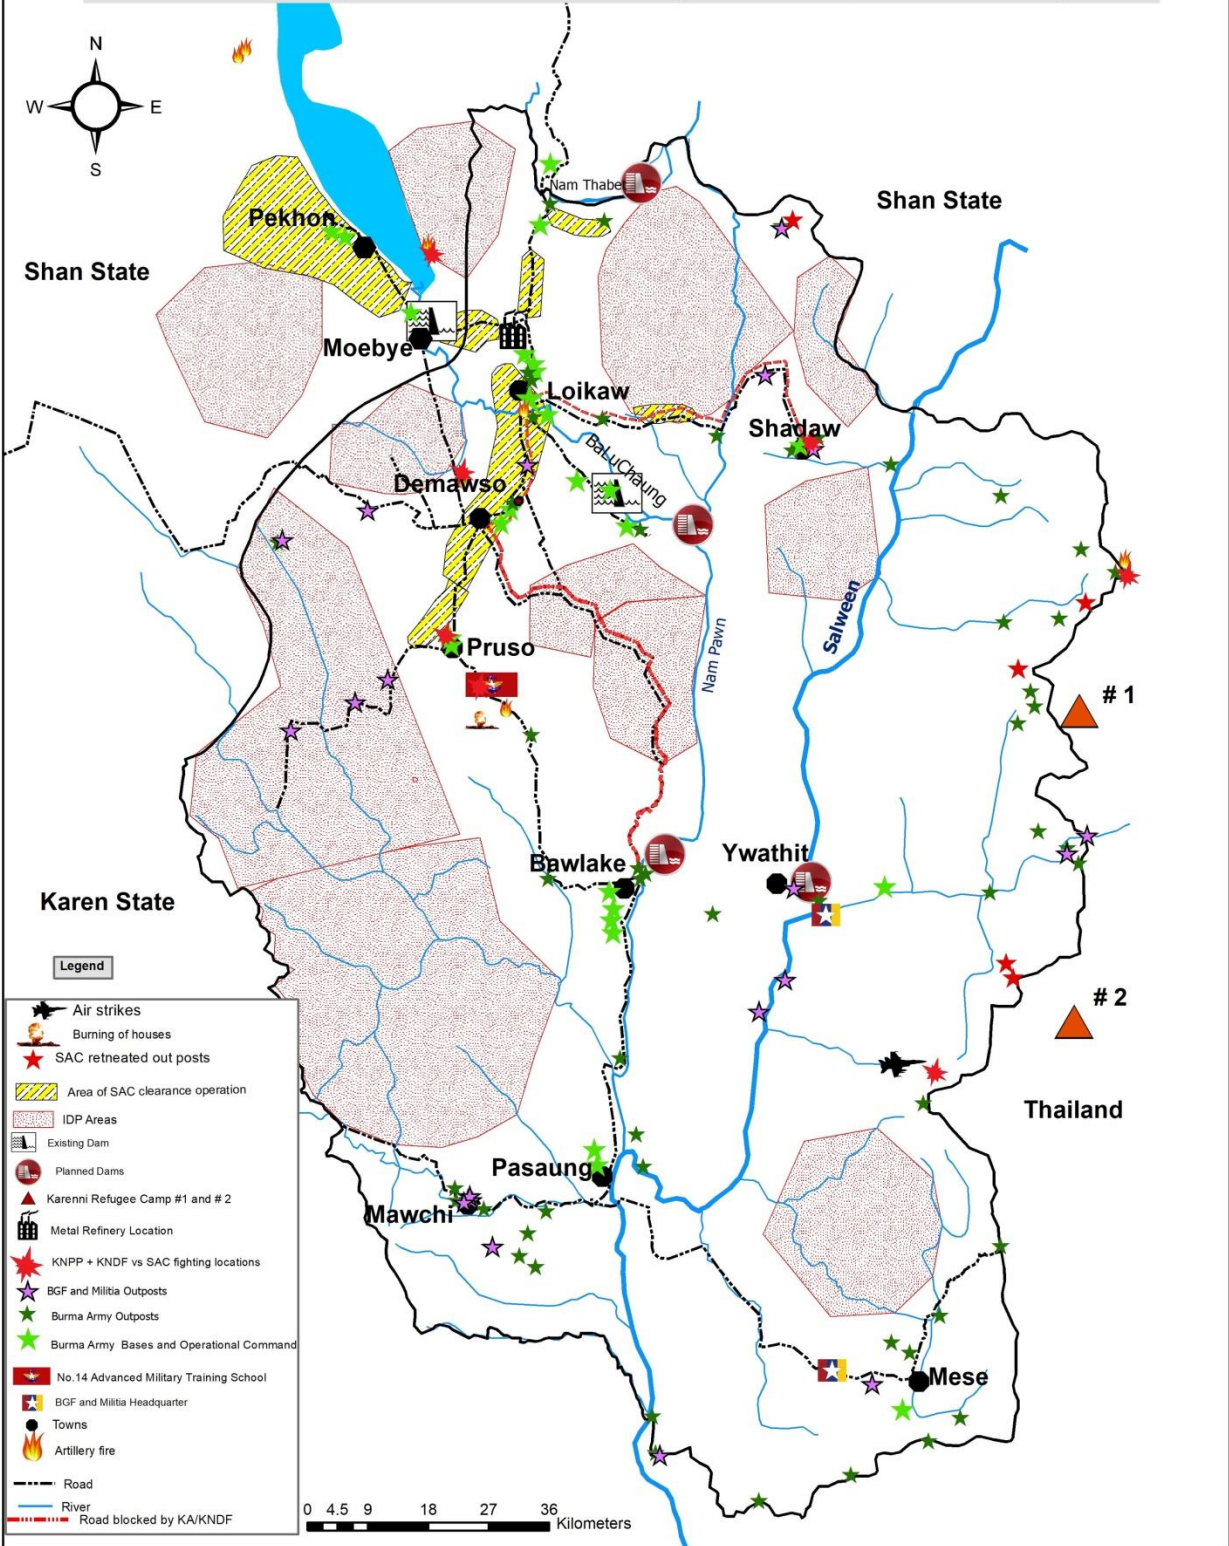 N
W E
S
Nam Thabet
Shan State
Pekhon
Shan State
Moebye
Loikaw
Shadaw
BaLuChaung
Demawso
Salween
Nam Pawn
Pruso
# 1
Bawlake
Ywathit
Karen State
# 2
Thailand
Pasaung
Mawchi
Mese
Legend
Air strikes
Burning of houses
SAC retneated out posts
Area of SAC clearance operation
IDP Areas
Existing Dam
Planned Dams
Karenni Refugee Camp #1 and # 2
Metal Refinery Location
KNPP + KNDF vs SAC fighting locations
BGF and Militia Outposts
Burma Army Outposts
Burma Army Bases and Operational Command
No.14 Advanced Military Training School
BGF and Militia Headquarter
Towns
Artillery fire
Road
River
Road blocked by KA/KNDF
0 4.5 9 18 27 36
Kilometers